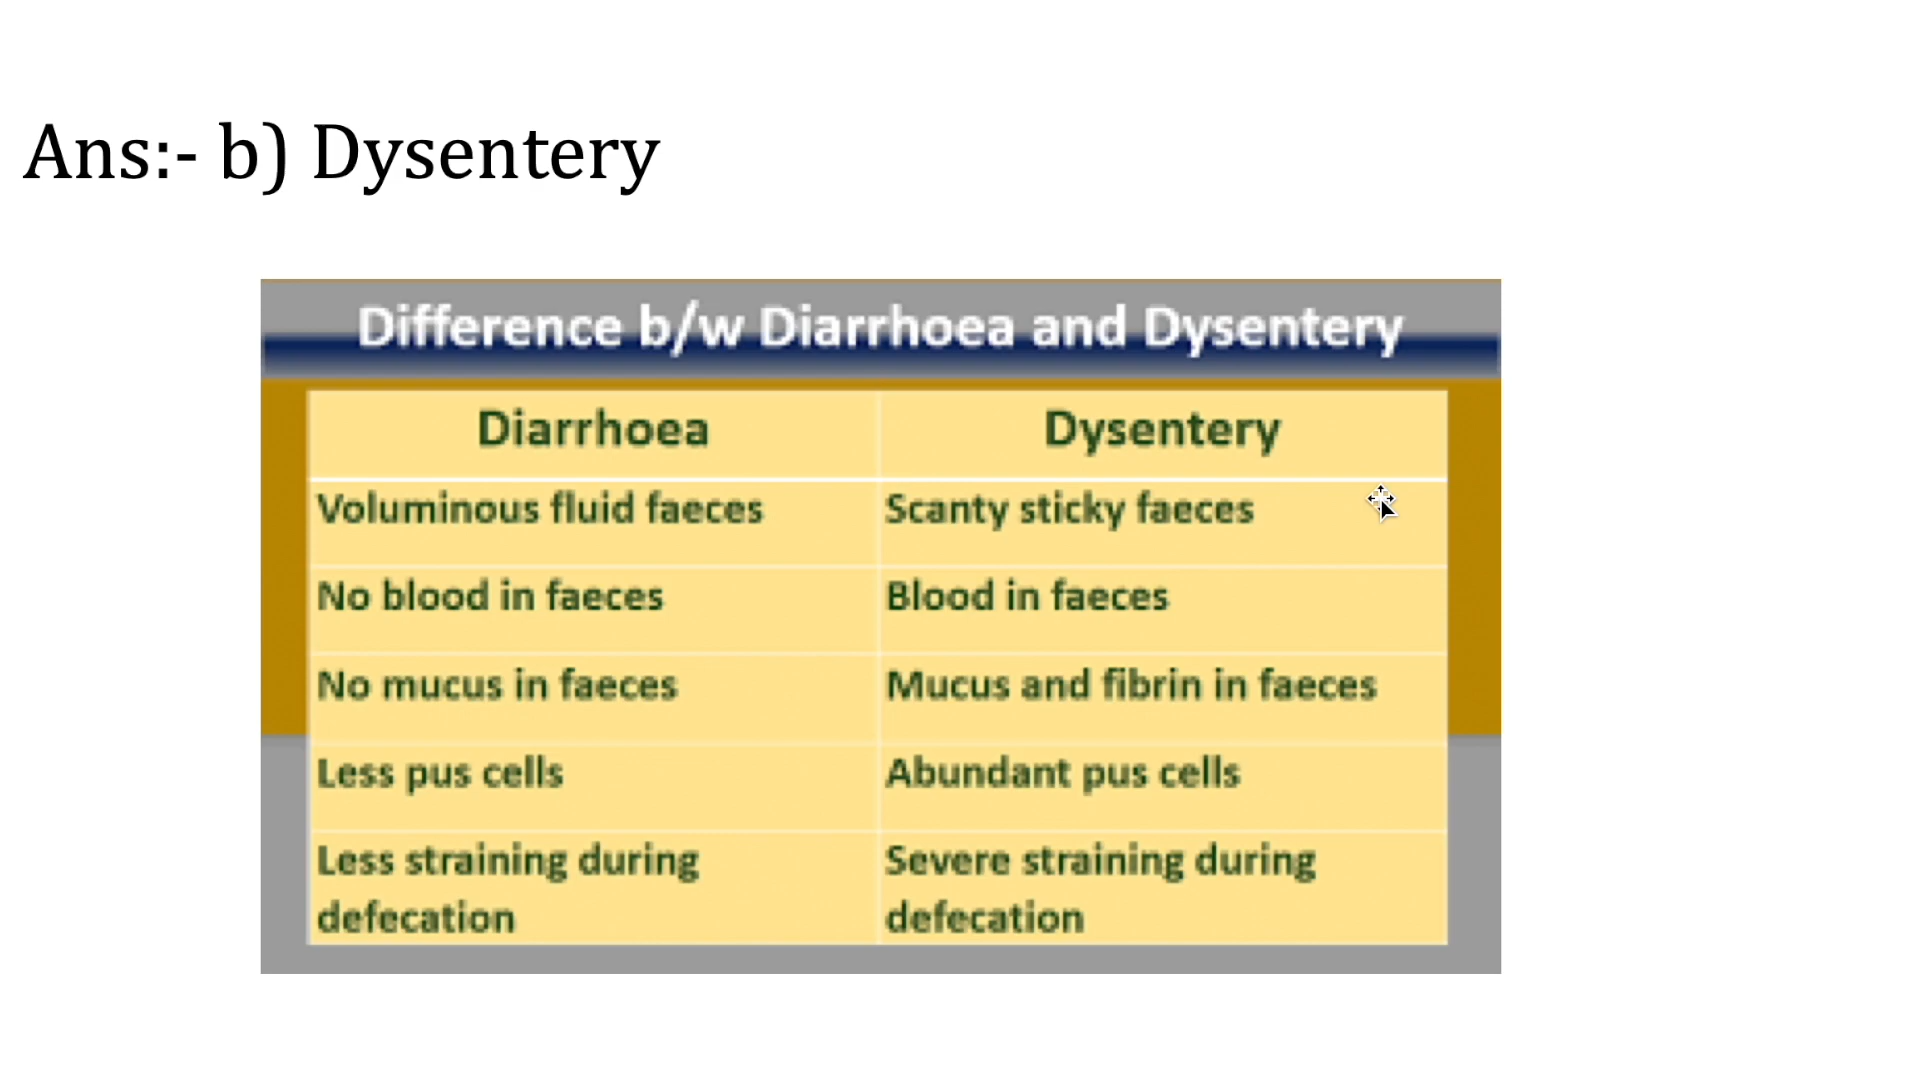 Ans:- b) Dysentery
Difference b/w Diarrhoea and Dysentery
Diarrhoea Dysentery
Voluminous fluid faeces Scanty sticky faeces
No blood in faeces Blood in faeces
No mucus in faeces Mucus and fibrin in faeces
Less pus cells Abundant pus cells
Less straining during Severe straining during
defecation defecation